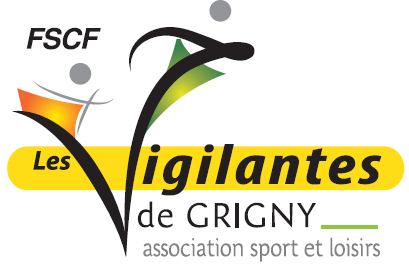 FSCF
Les Vigilantes
de GRIGNY
association sport et loisirs